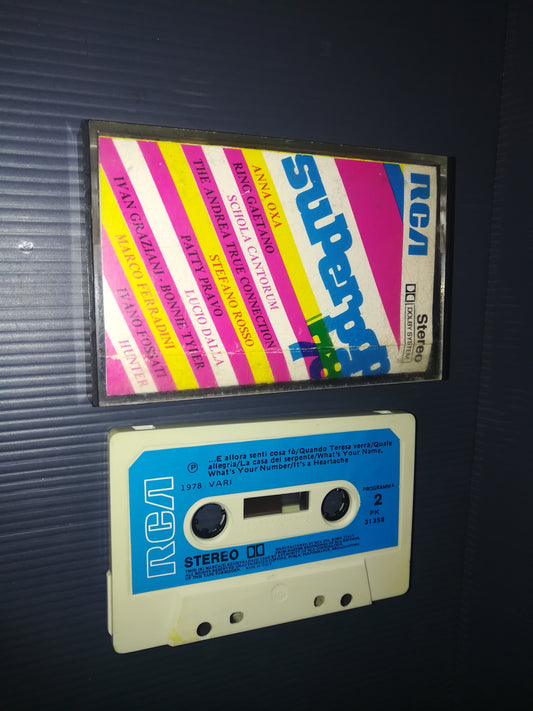 RCA
Stereo
DOLBY SYSTEM
superpop
ANNA OXA
RINO GAETANO
SCHOLA CANTORUM
THE ANDREA TRUE CONNECTION
STEFANO ROSSO
PATTY PRAVO
LUCIO DALLA
IVAN GRAZIANI - BONNIE TYLER
MARCO FERRADINI
IVANO FOSSATI
HUNTER
...E allora senti cosa fò/Quando Teresa verrà/Quale
allegria/La casa del serpente/What's Your Name,
What's Your Number/It's a Heartache
P
1978 VARI
PROGRAMMA
2
PK
31358
RCA
STEREO